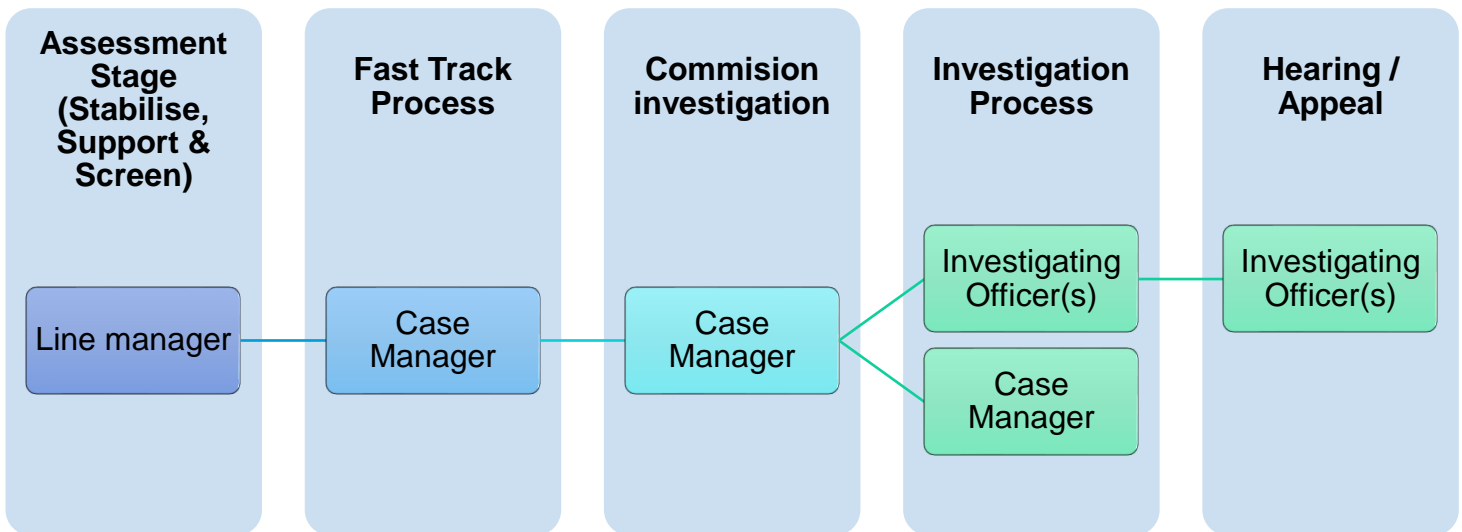 Assessment
Stage
(Stabilise,
Support &
Screen)
Fast Track
Process
Commision
investigation
Investigation
Process
Hearing /
Appeal
Line manager
Case
Manager
Case
Manager
Investigating
Officer(s)
Case
Manager
Investigating
Officer(s)